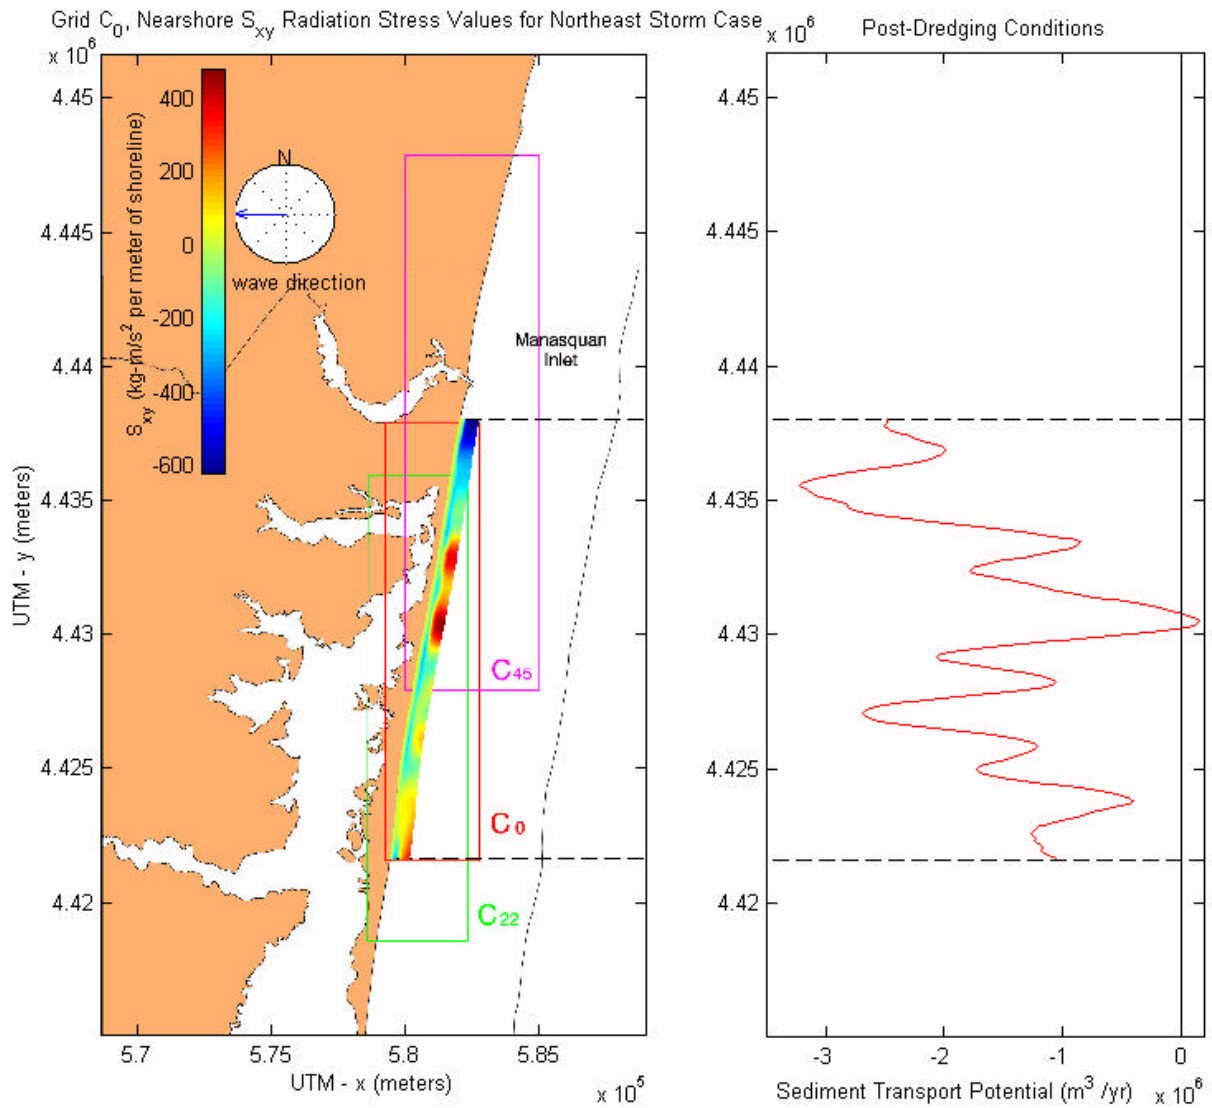 Grid C0, Nearshore Sxy Radiation Stress Values for Northeast Storm Case
Post-Dredging Conditions
x 10^6
x 10^6
4.45
4.445
4.44
4.435
4.43
4.425
4.42
UTM - y (meters)
400
200
0
-200
-400
-600
Sxy (kg-m/s^2 per meter of shoreline)
N
wave direction
Manasquan
Inlet
C45
C0
C22
5.7
5.75
5.8
5.85
UTM - x (meters)
x 10^5
4.45
4.445
4.44
4.435
4.43
4.425
4.42
-3
-2
-1
0
Sediment Transport Potential (m^3 /yr)
x 10^6